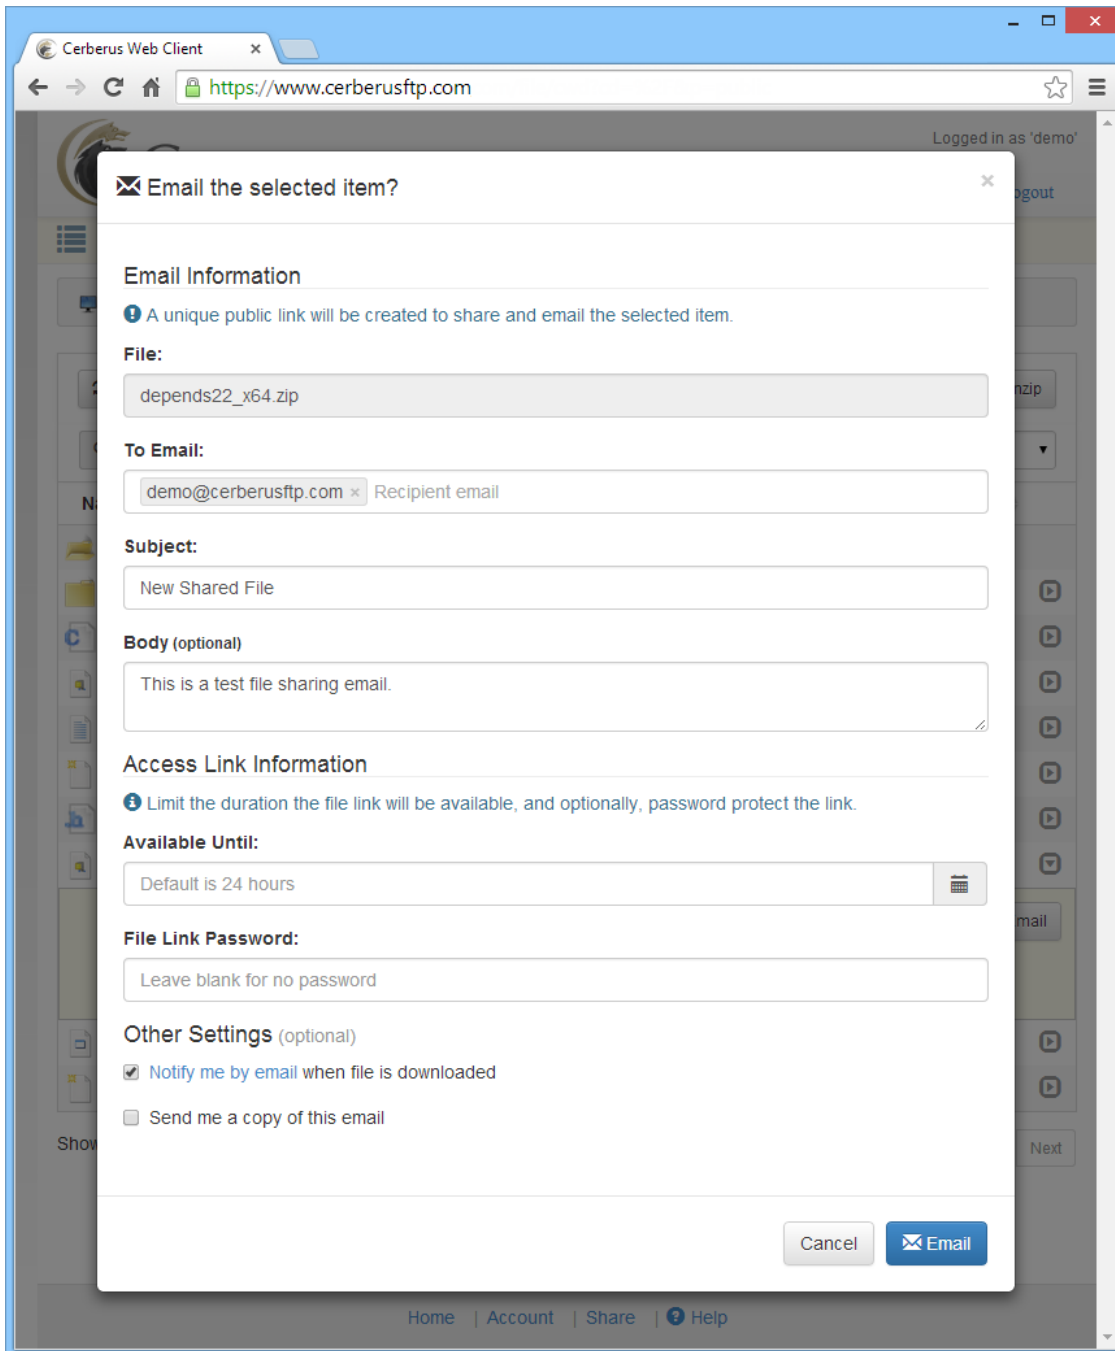 Cerberus Web Client
https://www.cerberusftp.com
Logged in as 'demo'
Email the selected item?
Email Information
A unique public link will be created to share and email the selected item.
File:
depends22_x64.zip
To Email:
demo@cerberusftp.com × Recipient email
Subject:
New Shared File
Body (optional)
This is a test file sharing email.
Access Link Information
Limit the duration the file link will be available, and optionally, password protect the link.
Available Until:
Default is 24 hours
File Link Password:
Leave blank for no password
Other Settings (optional)
Notify me by email when file is downloaded
Send me a copy of this email
Next
Cancel
Email
Home | Account | Share | Help